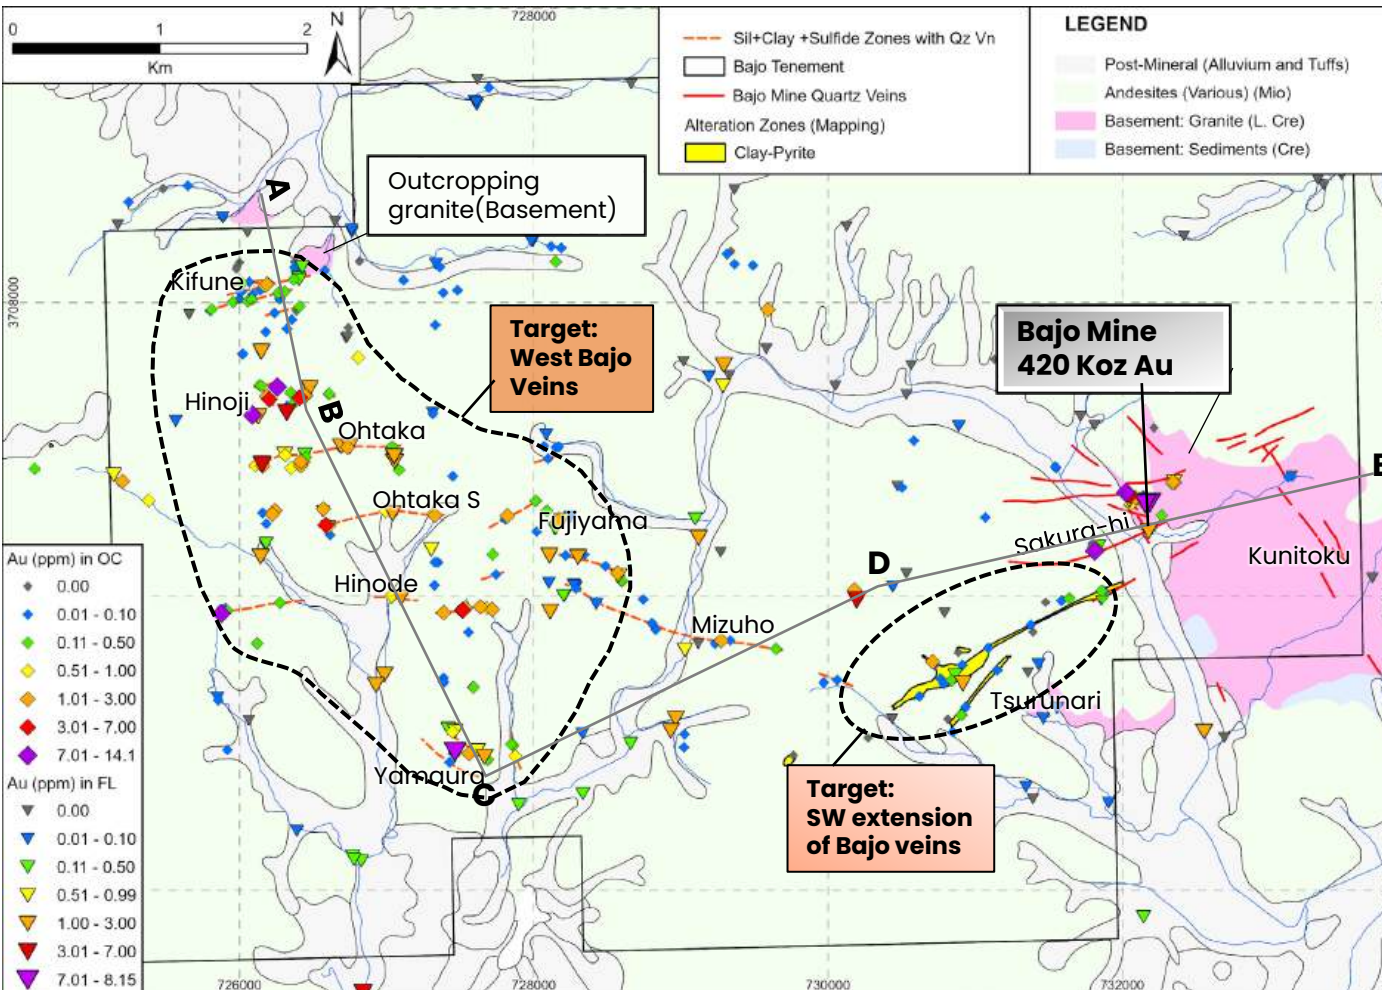 0
1
2
Km
N
728000
Sil+Clay +Sulfide Zones with Qz Vn
Bajo Tenement
Bajo Mine Quartz Veins
Alteration Zones (Mapping)
Clay-Pyrite
LEGEND
Post-Mineral (Alluvium and Tuffs)
Andesites (Various) (Mio)
Basement: Granite (L. Cre)
Basement: Sediments (Cre)
A
Outcropping
granite(Basement)
Kifune
3708000
Target:
West Bajo
Veins
Bajo Mine
420 Koz Au
Hinoji
B
Ohtaka
Ohtaka S
Fujiyama
Sakura-hi
E
Kunitoku
D
Hinode
Mizuho
Tsurunari
Yamaura
C
Target:
SW extension
of Bajo veins
Au (ppm) in OC
0.00
0.01 - 0.10
0.11 - 0.50
0.51 - 1.00
1.01 - 3.00
3.01 - 7.00
7.01 - 14.1
Au (ppm) in FL
0.00
0.01 - 0.10
0.11 - 0.50
0.51 - 0.99
1.00 - 3.00
3.01 - 7.00
7.01 - 8.15
726000
728000
730000
732000